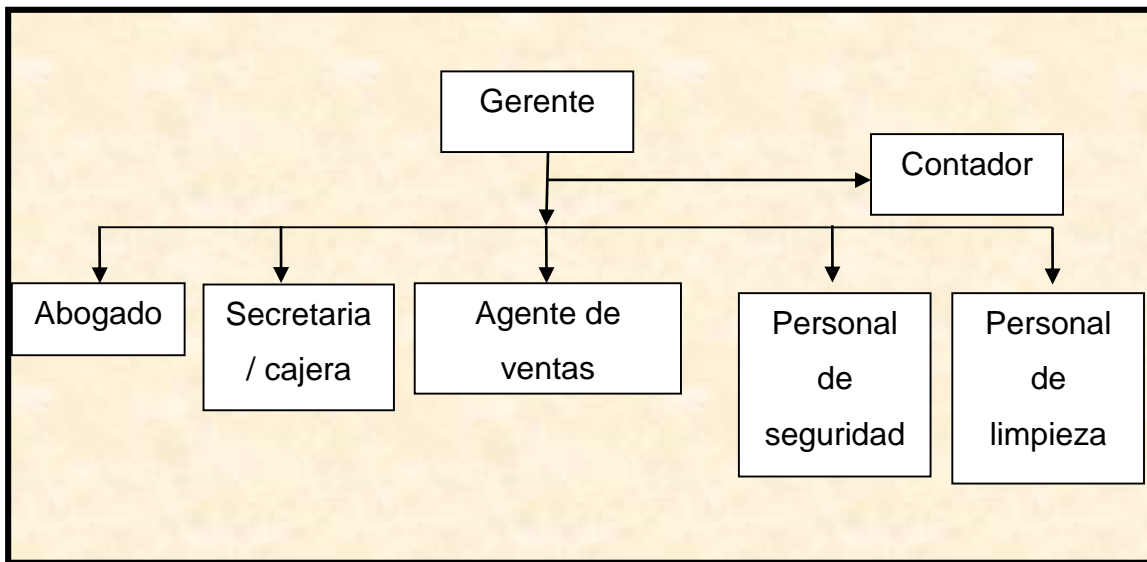 Gerente
Contador
Abogado
Secretaria
/ cajera
Agente de
ventas
Personal
de
seguridad
Personal
de
limpieza